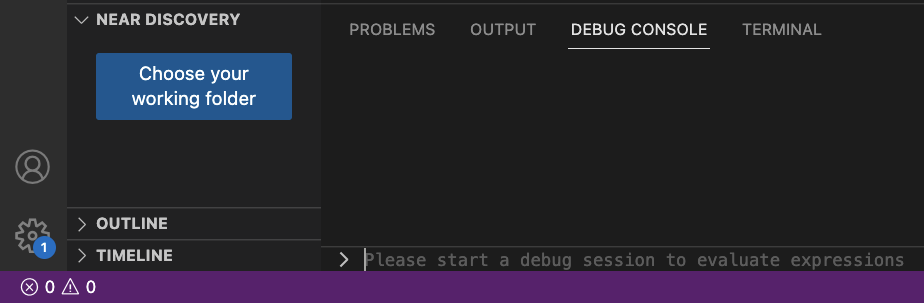 NEAR DISCOVERY
Choose your
working folder
OUTLINE
TIMELINE
1
PROBLEMS OUTPUT DEBUG CONSOLE TERMINAL
Please start a debug session to evaluate expressions
0 0